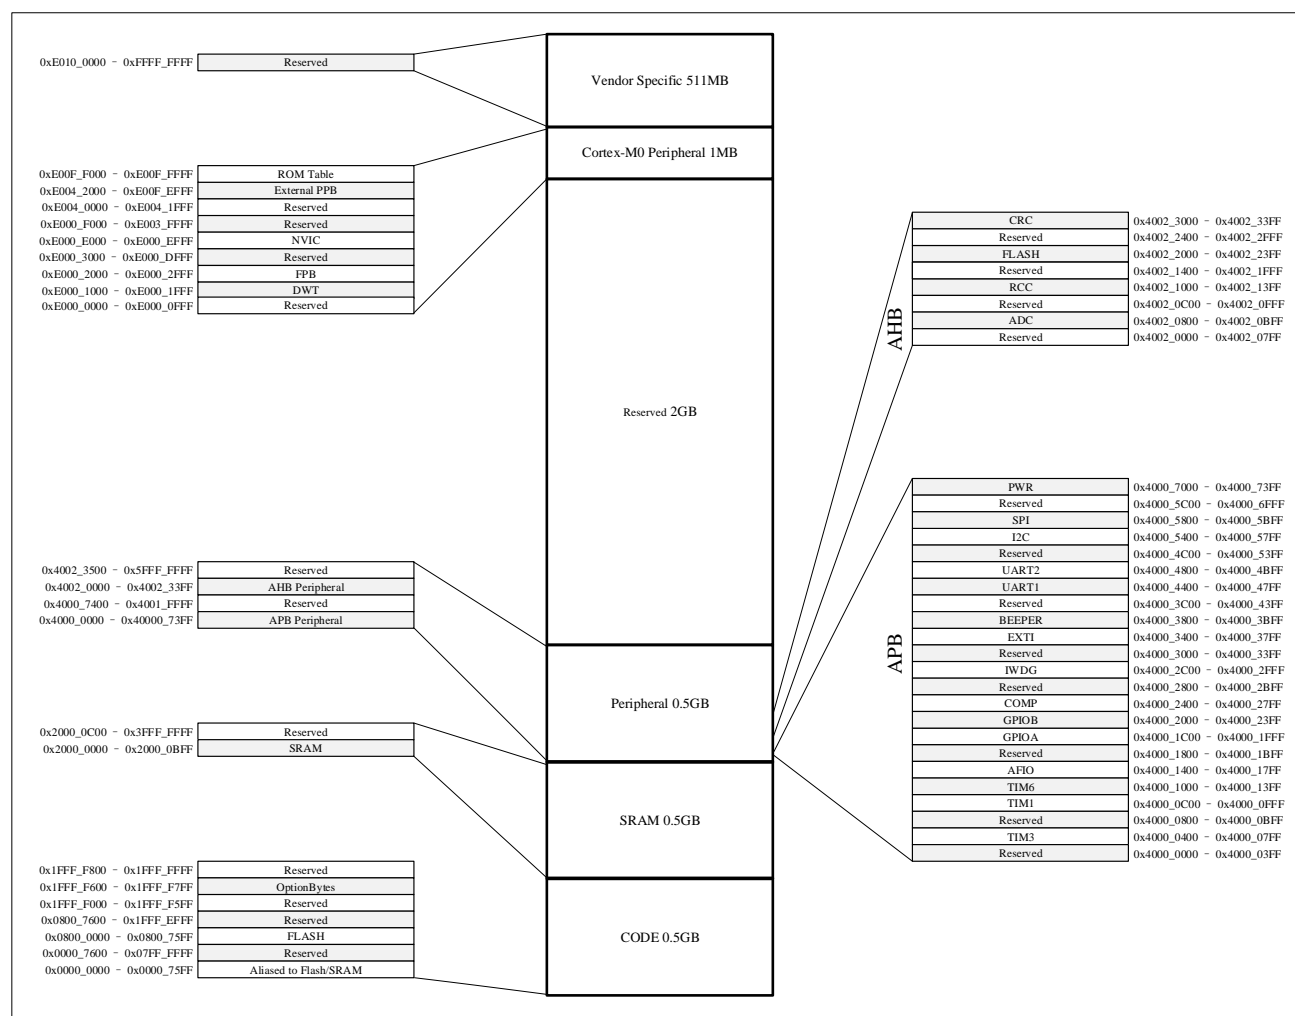 0xE010_0000 - 0xFFFF_FFFF Reserved
Vendor Specific 511MB
Cortex-M0 Peripheral 1MB
0xE00F_F000 - 0xE00F_FFFF ROM Table
0xE004_2000 - 0xE00F_EFFF External PPB
0xE004_0000 - 0xE004_1FFF Reserved
0xE000_F000 - 0xE003_FFFF Reserved
0xE000_E000 - 0xE000_EFFF NVIC
0xE000_3000 - 0xE000_DFFF Reserved
0xE000_2000 - 0xE000_2FFF FPB
0xE000_1000 - 0xE000_1FFF DWT
0xE000_0000 - 0xE000_0FFF Reserved
Reserved 2GB
0x4002_3500 - 0x5FFF_FFFF Reserved
0x4002_0000 - 0x4002_33FF AHB Peripheral
0x4000_7400 - 0x4001_FFFF Reserved
0x4000_0000 - 0x40000_73FF APB Peripheral
Peripheral 0.5GB
0x2000_0C00 - 0x3FFF_FFFF Reserved
0x2000_0000 - 0x2000_0BFF SRAM
SRAM 0.5GB
0x1FFF_F800 - 0x1FFF_FFFF Reserved
0x1FFF_F600 - 0x1FFF_F7FF OptionBytes
0x1FFF_F000 - 0x1FFF_F5FF Reserved
0x0800_7600 - 0x1FFF_EFFF Reserved
0x0800_0000 - 0x0800_75FF FLASH
0x0000_7600 - 0x07FF_FFFF Reserved
0x0000_0000 - 0x0000_75FF Aliased to Flash/SRAM
CODE 0.5GB
AHB
CRC 0x4002_3000 - 0x4002_33FF
Reserved 0x4002_2400 - 0x4002_2FFF
FLASH 0x4002_2000 - 0x4002_23FF
Reserved 0x4002_1400 - 0x4002_1FFF
RCC 0x4002_1000 - 0x4002_13FF
Reserved 0x4002_0C00 - 0x4002_0FFF
ADC 0x4002_0800 - 0x4002_0BFF
Reserved 0x4002_0000 - 0x4002_07FF
APB
PWR 0x4000_7000 - 0x4000_73FF
Reserved 0x4000_5C00 - 0x4000_6FFF
SPI 0x4000_5800 - 0x4000_5BFF
I2C 0x4000_5400 - 0x4000_57FF
Reserved 0x4000_4C00 - 0x4000_53FF
UART2 0x4000_4800 - 0x4000_4BFF
UART1 0x4000_4400 - 0x4000_47FF
Reserved 0x4000_3C00 - 0x4000_43FF
BEEPER 0x4000_3800 - 0x4000_3BFF
EXTI 0x4000_3400 - 0x4000_37FF
Reserved 0x4000_3000 - 0x4000_33FF
IWDG 0x4000_2C00 - 0x4000_2FFF
Reserved 0x4000_2800 - 0x4000_2BFF
COMP 0x4000_2400 - 0x4000_27FF
GPIOB 0x4000_2000 - 0x4000_23FF
GPIOA 0x4000_1C00 - 0x4000_1FFF
Reserved 0x4000_1800 - 0x4000_1BFF
AFIO 0x4000_1400 - 0x4000_17FF
TIM6 0x4000_1000 - 0x4000_13FF
TIM1 0x4000_0C00 - 0x4000_0FFF
Reserved 0x4000_0800 - 0x4000_0BFF
TIM3 0x4000_0400 - 0x4000_07FF
Reserved 0x4000_0000 - 0x4000_03FF